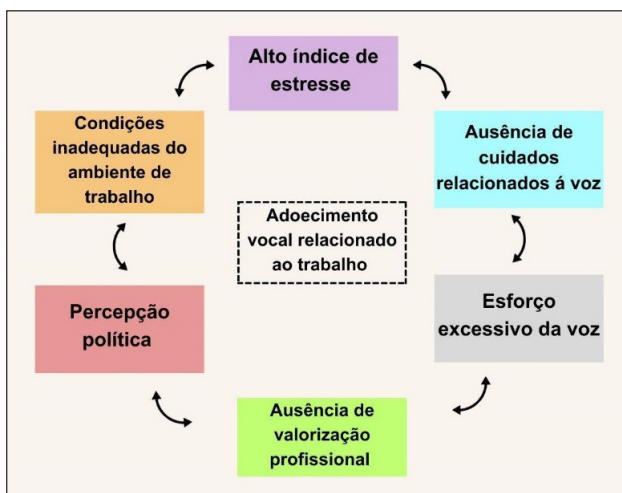 Alto índice de
estresse
Condições
inadequadas do
ambiente de
trabalho
Ausência de
cuidados
relacionados á voz
Adoecimento
vocal relacionado
ao trabalho
Percepção
política
Esforço
excessivo da voz
Ausência de
valorização
profissional